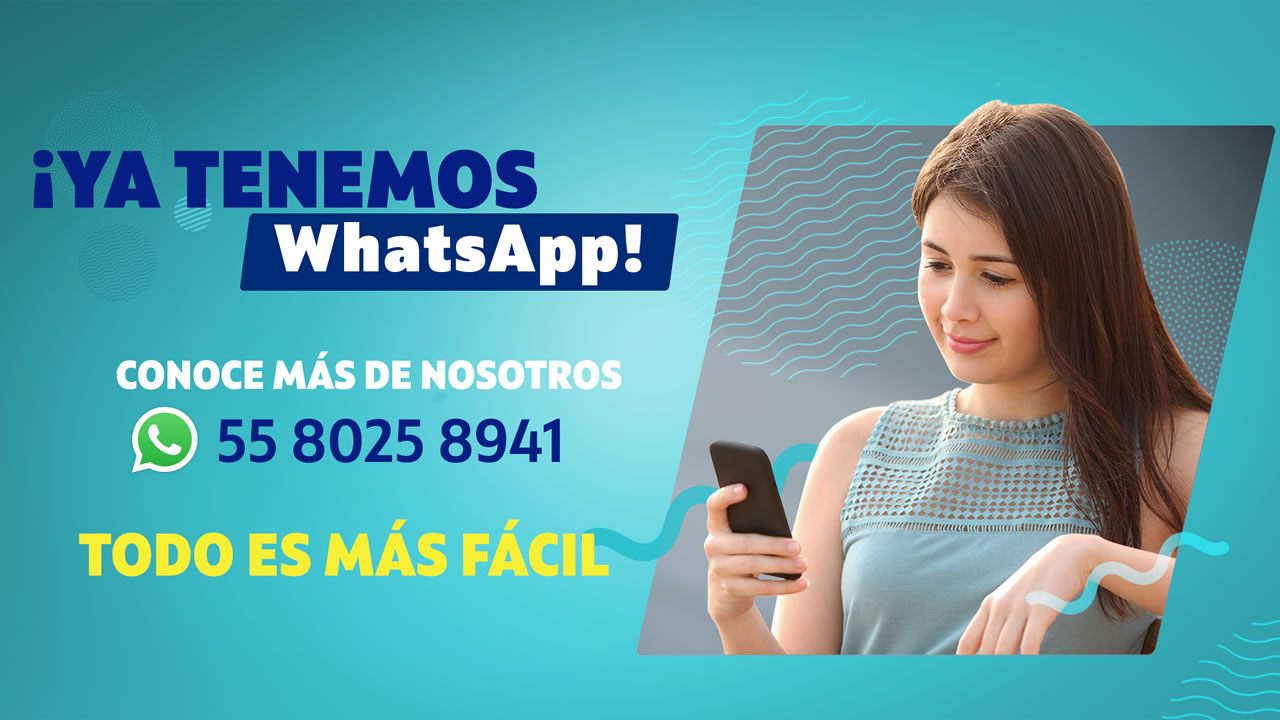 ¡YA TENEMOS
WhatsApp!
CONOCE MÁS DE NOSOTROS
55 8025 8941
TODO ES MÁS FÁCIL